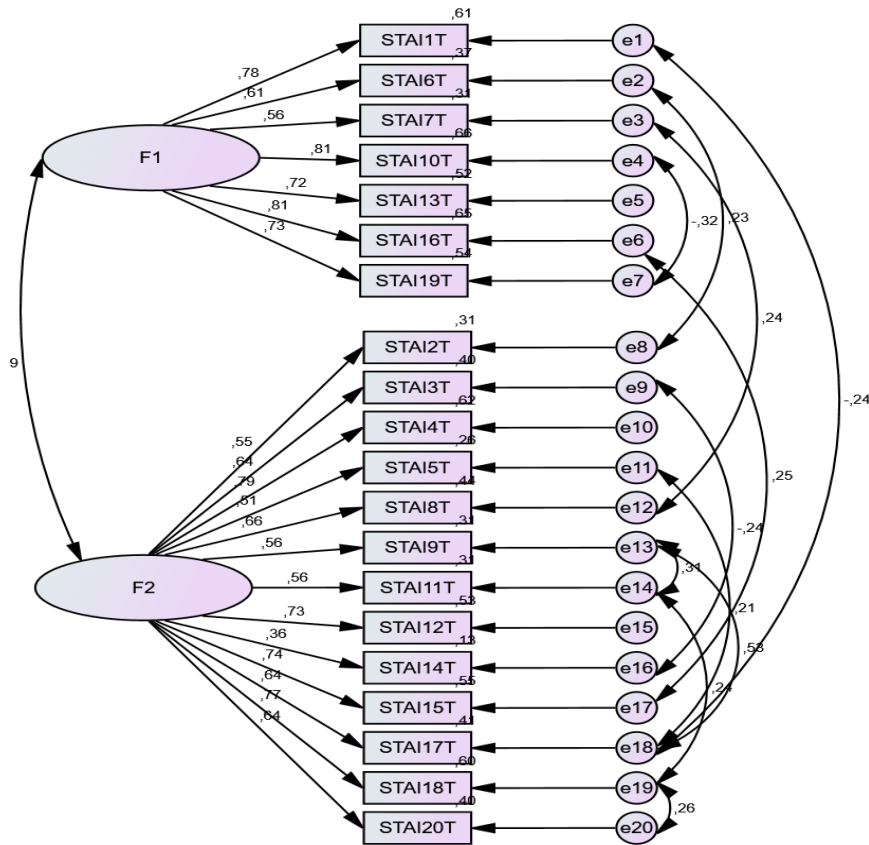 ,61
STAI1T
e1
,37
,78
STAI6T
e2
,61
,31
,56
STAI7T
e3
,66
F1
,81
STAI10T
e4
,52
,72
STAI13T
e5
,81
,65
STAI16T
e6
-,32
,23
,73
,54
STAI19T
e7
,31
,24
STAI2T
e8
9
,40
STAI3T
e9
-,24
,62
STAI4T
e10
,55
,26
,64
STAI5T
e11
,79
,44
,25
,51
STAI8T
e12
,66
,31
-,24
,56
STAI9T
e13
,31
,31
F2
,56
STAI11T
e14
,53
,21
,73
STAI12T
e15
,36
,13
,53
,74
STAI14T
e16
,64
,55
,24
,77
STAI15T
e17
,64
,41
STAI17T
e18
,60
STAI18T
e19
,40
,26
STAI20T
e20